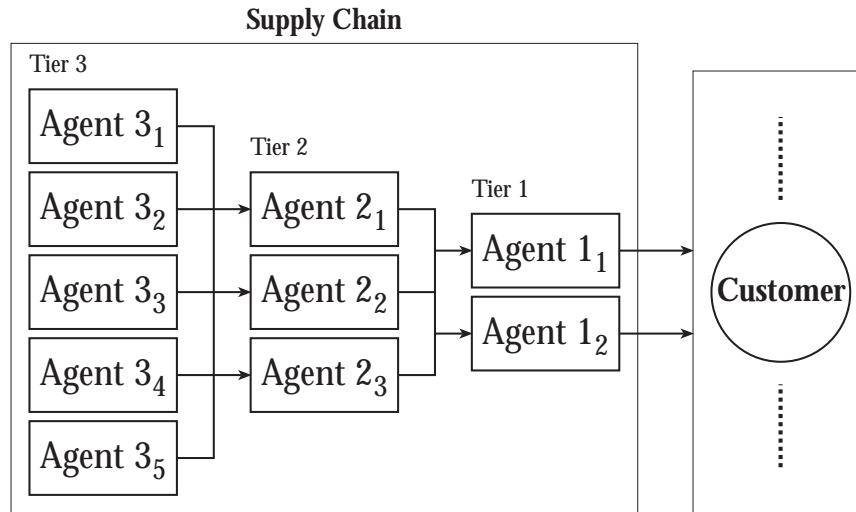 Supply Chain
Tier 3
Agent 3₁
Agent 3₂
Agent 3₃
Agent 3₄
Agent 3₅
Tier 2
Agent 2₁
Agent 2₂
Agent 2₃
Tier 1
Agent 1₁
Agent 1₂
Customer